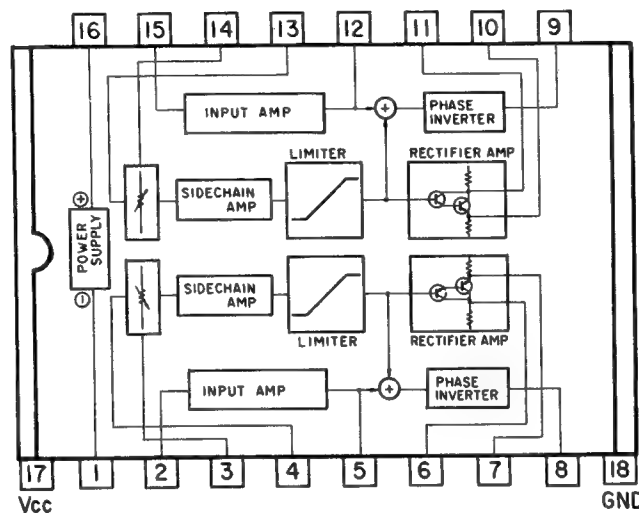 16 15 14 13 12 11 10 9
INPUT AMP
+
PHASE
INVERTER
LIMITER
RECTIFIER AMP
SIDECHAIN
AMP
+
POWER
SUPPLY
−
SIDECHAIN
AMP
LIMITER
RECTIFIER AMP
INPUT AMP
+
PHASE
INVERTER
17 1 2 3 4 5 6 7 8 18
Vcc GND